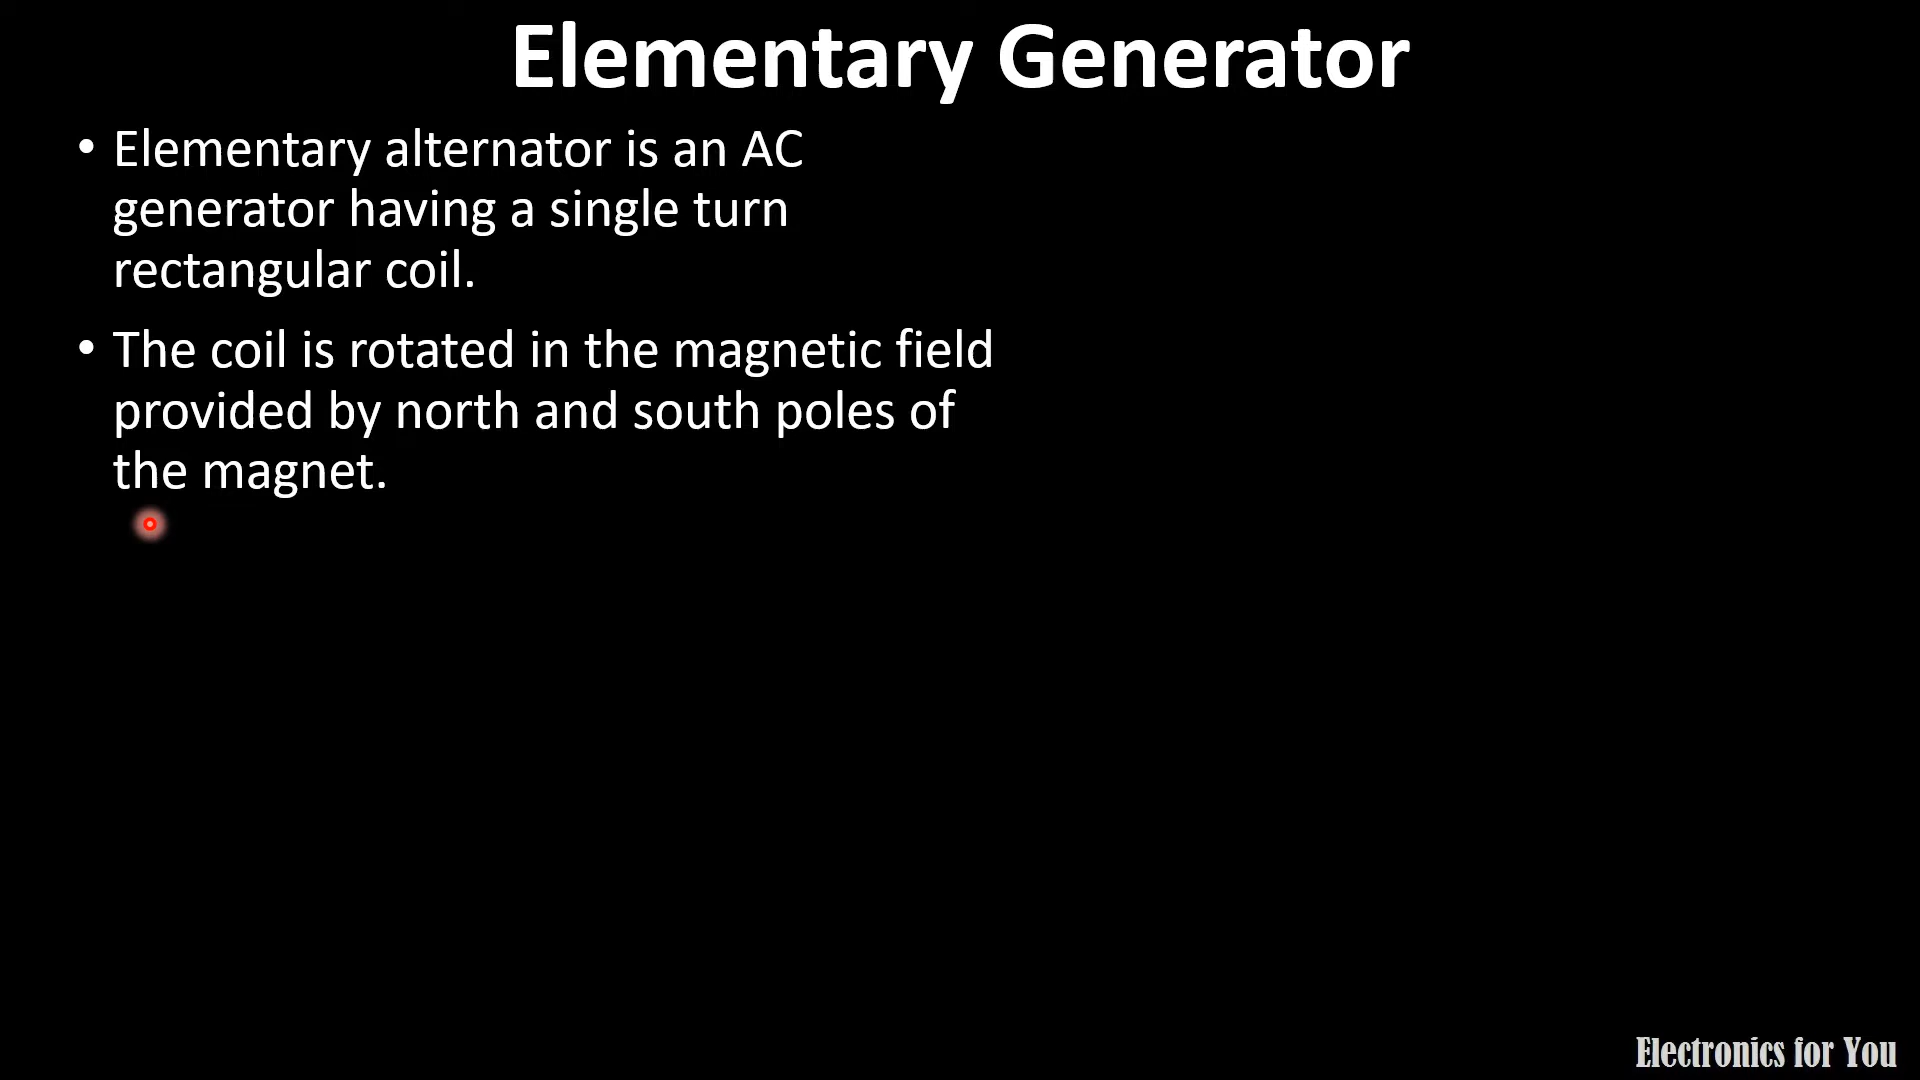 Elementary Generator
• Elementary alternator is an AC
generator having a single turn
rectangular coil.
• The coil is rotated in the magnetic field
provided by north and south poles of
the magnet.
Electronics for You